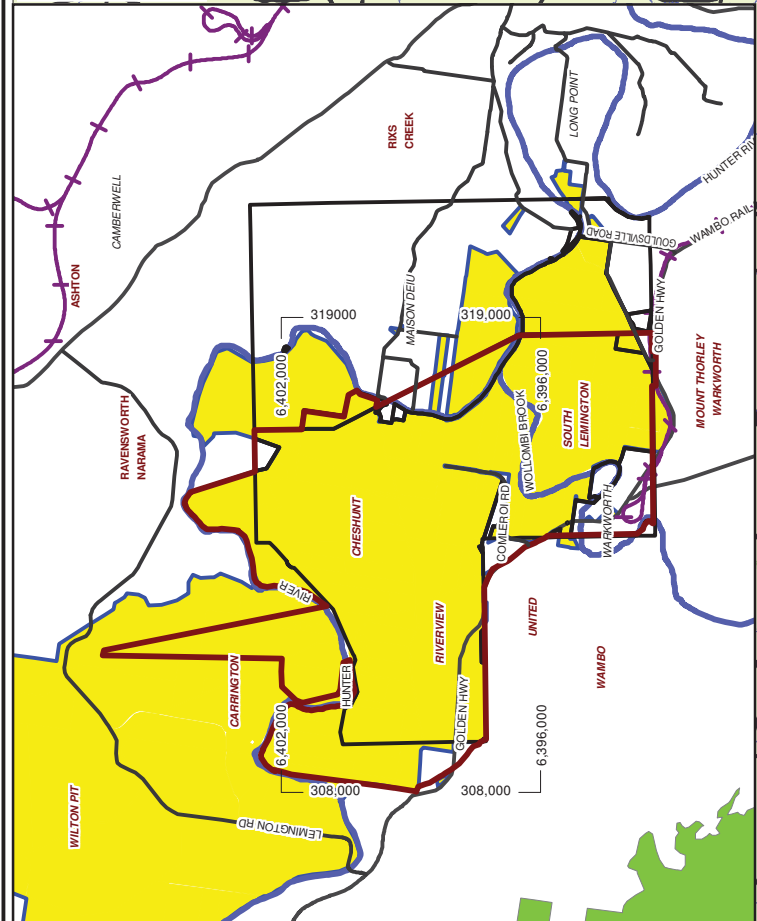 LONG POINT
RIXS
CREEK
HUNTER RIV
CAMBERWELL
GOULDSVILLE ROAD
WAMBO RAIL
ASHTON
MAISON DEIU
GOLDEN HWY
319000
319,000
6,402,000
6,396,000
MOUNT THORLEY
WARKWORTH
RAVENSWORTH
NARAMA
WOLLOMBI BROOK
SOUTH
LEMINGTON
CHESHUNT
COMLEROI RD
WARKWORTH
RIVER
RIVERVIEW
UNITED
WAMBO
CARRINGTON
HUNTER
GOLDEN HWY
6,402,000
6,396,000
308,000
308,000
WILTON PIT
LEMINGTON RD